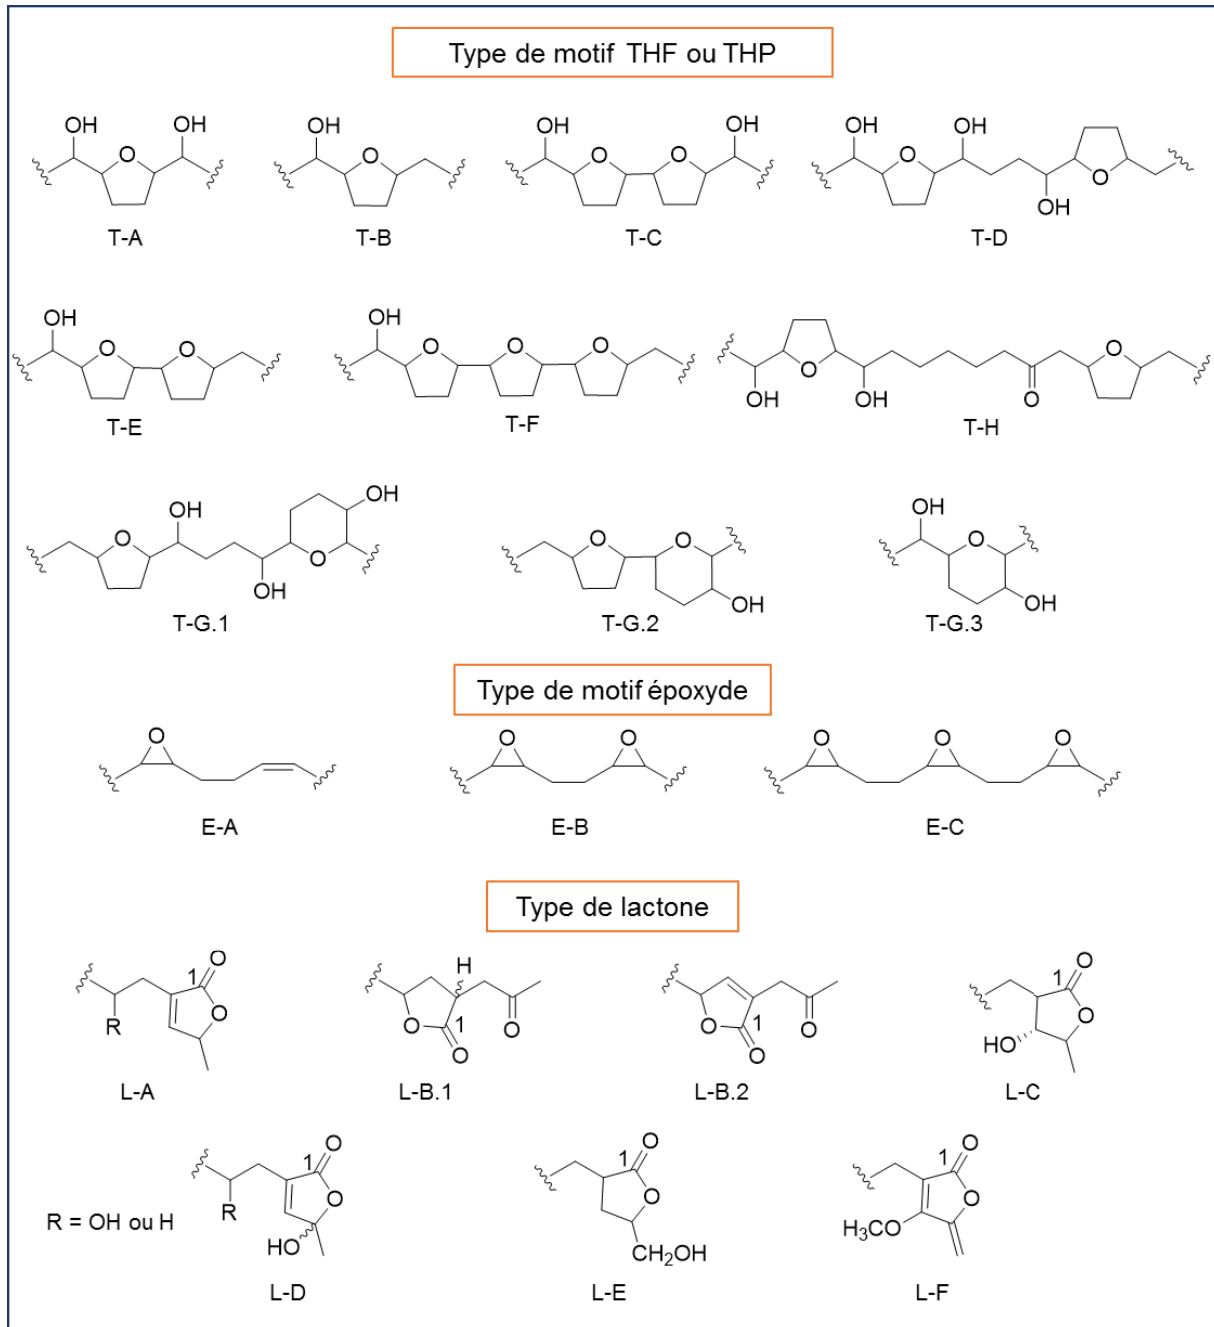 Type de motif THF ou THP
OH OH OH OH OH OH OH
O O O O O O
OH
T-A T-B T-C T-D
OH OH
O O O O O O O
OH OH O
T-E T-F T-H
OH OH OH
O O O O O
OH OH OH
T-G.1 T-G.2 T-G.3
Type de motif époxyde
O O O O O O
E-A E-B E-C
Type de lactone
1 O H 1 O
O O O O O O
R 1 O 1 O HO
L-A L-B.1 L-B.2 L-C
1 O 1 O 1 O
O O O
R = OH ou H R HO CH2OH H3CO
L-D L-E L-F